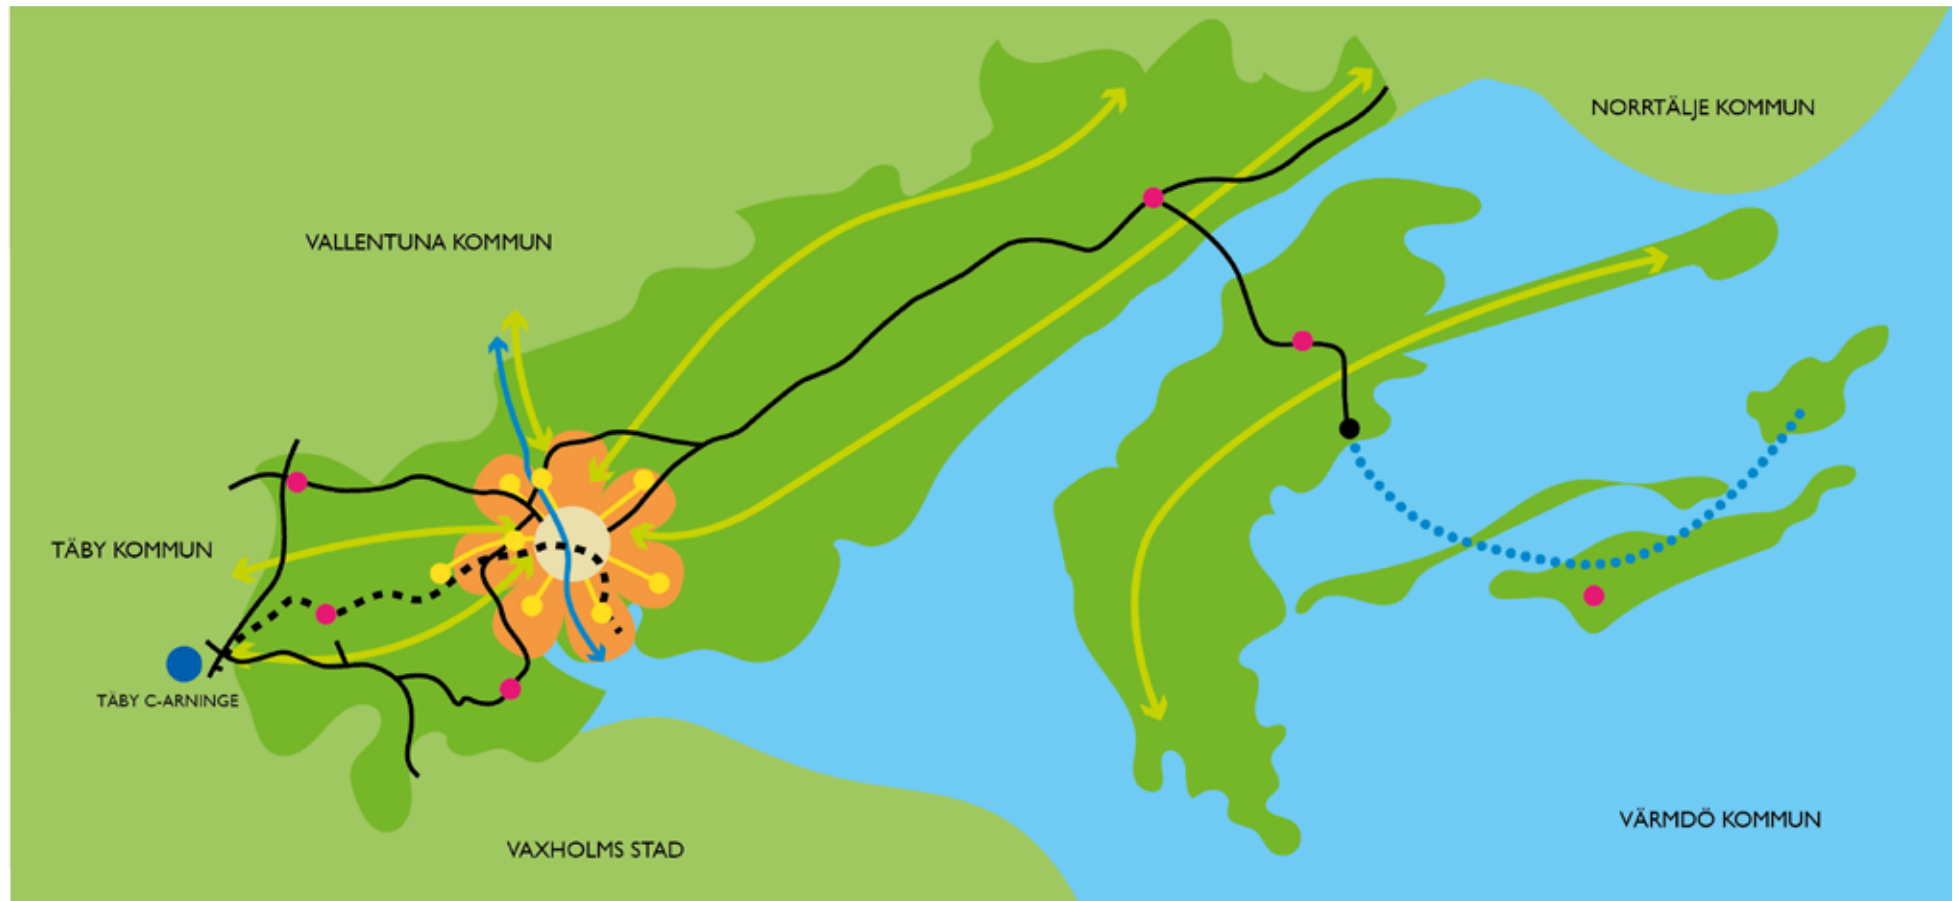 NORRTÄLJE KOMMUN
VALLENTUNA KOMMUN
TÄBY KOMMUN
TÄBY C-ARNINGE
VÄRMDÖ KOMMUN
VAXHOLMS STAD